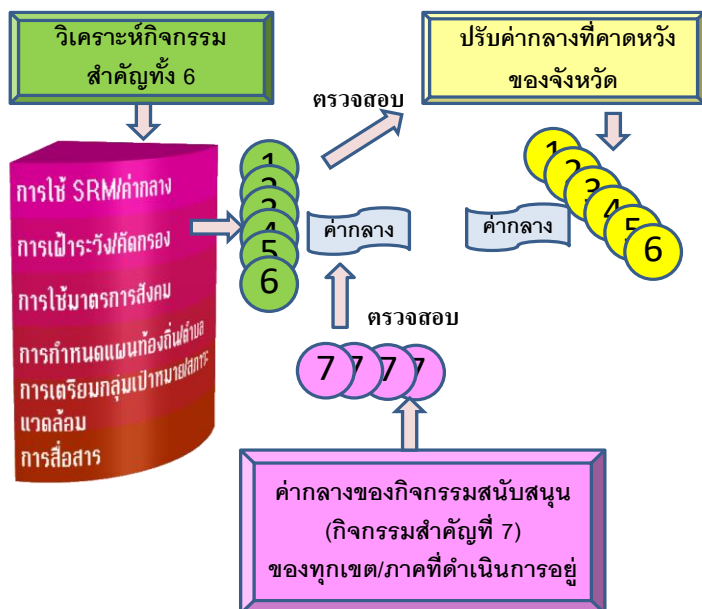 วิเคราะห์กิจกรรม
สำคัญทั้ง 6
ปรับค่ากลางที่คาดหวัง
ของจังหวัด
ตรวจสอบ
การใช้ SRM/ค่ากลาง
การเฝ้าระวัง/คัดกรอง
การใช้มาตรการสังคม
การกำหนดแผนท้องถิ่น/ตำบล
การเตรียมกลุ่มเป้าหมาย/สภาวะ
แวดล้อม
การสื่อสาร
1
2
3
4
5
6
ค่ากลาง
ค่ากลาง
1
2
3
4
5
6
ตรวจสอบ
7 7 7 7
ค่ากลางของกิจกรรมสนับสนุน
(กิจกรรมสำคัญที่ 7)
ของทุกเขต/ภาคที่ดำเนินการอยู่